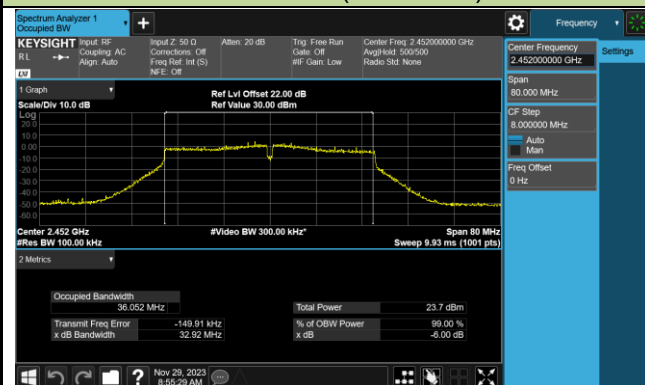 Spectrum Analyzer 1
Occupied BW
Frequency
KEYSIGHT
R L
LXI
Input: RF
Coupling: AC
Align: Auto
Input Z: 50 Ω
Corrections: Off
Freq Ref: Int (S)
NFE: Off
Atten: 20 dB
Trig: Free Run
Gate: Off
#IF Gain: Low
Center Freq: 2.452000000 GHz
Avg|Hold: 500/500
Radio Std: None
Center Frequency
2.452000000 GHz
Settings
Span
80.000 MHz
CF Step
8.000000 MHz
Auto
Man
Freq Offset
0 Hz
1 Graph
Scale/Div 10.0 dB
Ref Lvl Offset 22.00 dB
Ref Value 30.00 dBm
Log
20.0
10.0
0.00
-10.0
-20.0
-30.0
-40.0
-50.0
-60.0
Center 2.452 GHz
#Res BW 100.00 kHz
#Video BW 300.00 kHz*
Span 80 MHz
Sweep 9.93 ms (1001 pts)
2 Metrics
Occupied Bandwidth
36.052 MHz
Total Power 23.7 dBm
Transmit Freq Error -149.91 kHz
% of OBW Power 99.00 %
x dB Bandwidth 32.92 MHz
x dB -6.00 dB
?
Nov 29, 2023
8:55:29 AM